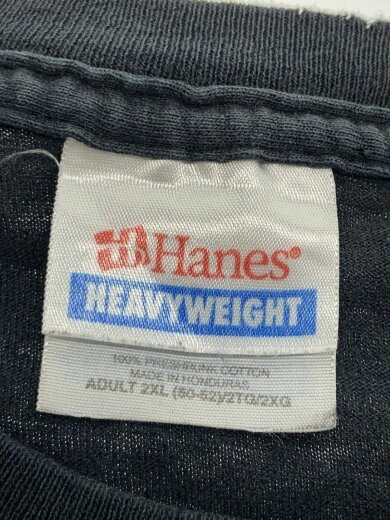 Hanes®
HEAVYWEIGHT
100% PRESHRUNK COTTON
MADE IN HONDURAS
ADULT 2XL (50-52)/2TG/2XG